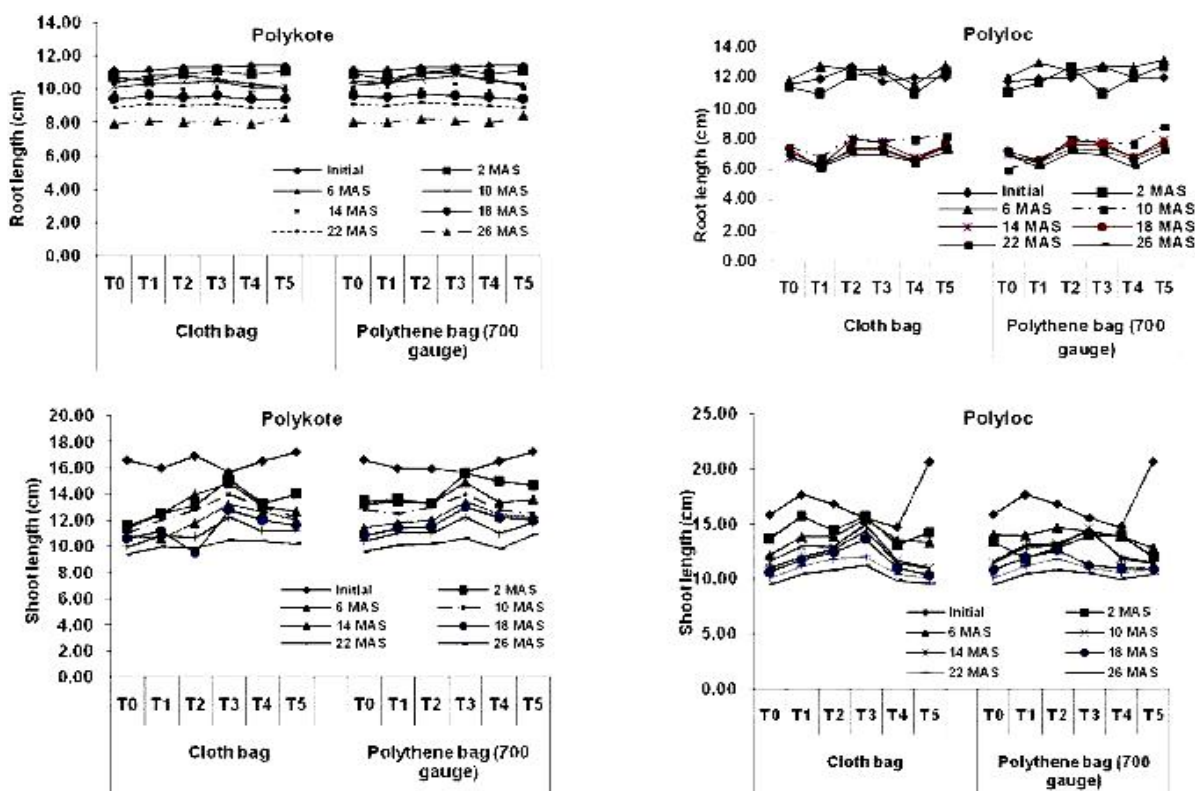 Polykote
Root length (cm)
14.00
12.00
10.00
8.00
6.00
4.00
2.00
0.00
Initial
2 MAS
6 MAS
10 MAS
14 MAS
18 MAS
22 MAS
26 MAS
T0 T1 T2 T3 T4 T5 T0 T1 T2 T3 T4 T5
Cloth bag
Polythene bag (700
gauge)
Polyloc
Root length (cm)
14.00
12.00
10.00
8.00
6.00
4.00
2.00
0.00
Initial
2 MAS
6 MAS
10 MAS
14 MAS
18 MAS
22 MAS
26 MAS
T0 T1 T2 T3 T4 T5 T0 T1 T2 T3 T4 T5
Cloth bag
Polythene bag (700
gauge)
Polykote
Shoot length (cm)
20.00
18.00
16.00
14.00
12.00
10.00
8.00
6.00
4.00
2.00
0.00
Initial
2 MAS
6 MAS
10 MAS
14 MAS
18 MAS
22 MAS
26 MAS
T0 T1 T2 T3 T4 T5 T0 T1 T2 T3 T4 T5
Cloth bag
Polythene bag (700
gauge)
Polyloc
Shoot length (cm)
25.00
20.00
15.00
10.00
5.00
0.00
Initial
2 MAS
6 MAS
10 MAS
14 MAS
18 MAS
22 MAS
26 MAS
T0 T1 T2 T3 T4 T5 T0 T1 T2 T3 T4 T5
Cloth bag
Polythene bag (700
gauge)